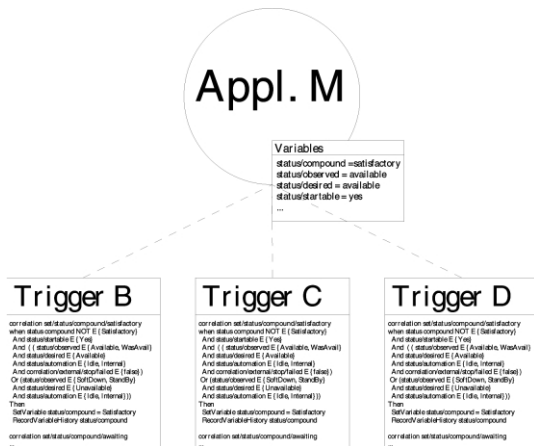 Appl. M
Variables
status/compound =satisfactory
status/observed = available
status/desired = available
status/startable = yes
...
Trigger B
correlation set/status/compound/satisfactory
when status compound NOT E {Satisfactory}
And status/startable E {Yes}
And ( ( status/observed E {Available, WasAvail}
And status/desired E {Available}
And status/automation E {Idle, Internal}
And correlation/external/stop/failed E {false})
Or (status/observed E {SoftDown, StandBy}
And status/desired E {Unavailable}
And status/automation E {Idle, Internal}))
Then
SetVariable status/compound = Satisfactory
RecordVariableHistory status/compound
correlation set/status/compound/awaiting
...
Trigger C
correlation set/status/compound/satisfactory
when status compound NOT E {Satisfactory}
And status/startable E {Yes}
And ( ( status/observed E {Available, WasAvail}
And status/desired E {Available}
And status/automation E {Idle, Internal}
And correlation/external/stop/failed E {false})
Or (status/observed E {SoftDown, StandBy}
And status/desired E {Unavailable}
And status/automation E {Idle, Internal}))
Then
SetVariable status/compound = Satisfactory
RecordVariableHistory status/compound
correlation set/status/compound/awaiting
...
Trigger D
correlation set/status/compound/satisfactory
when status compound NOT E {Satisfactory}
And status/startable E {Yes}
And ( ( status/observed E {Available, WasAvail}
And status/desired E {Available}
And status/automation E {Idle, Internal}
And correlation/external/stop/failed E {false})
Or (status/observed E {SoftDown, StandBy}
And status/desired E {Unavailable}
And status/automation E {Idle, Internal}))
Then
SetVariable status/compound = Satisfactory
RecordVariableHistory status/compound
correlation set/status/compound/awaiting
...